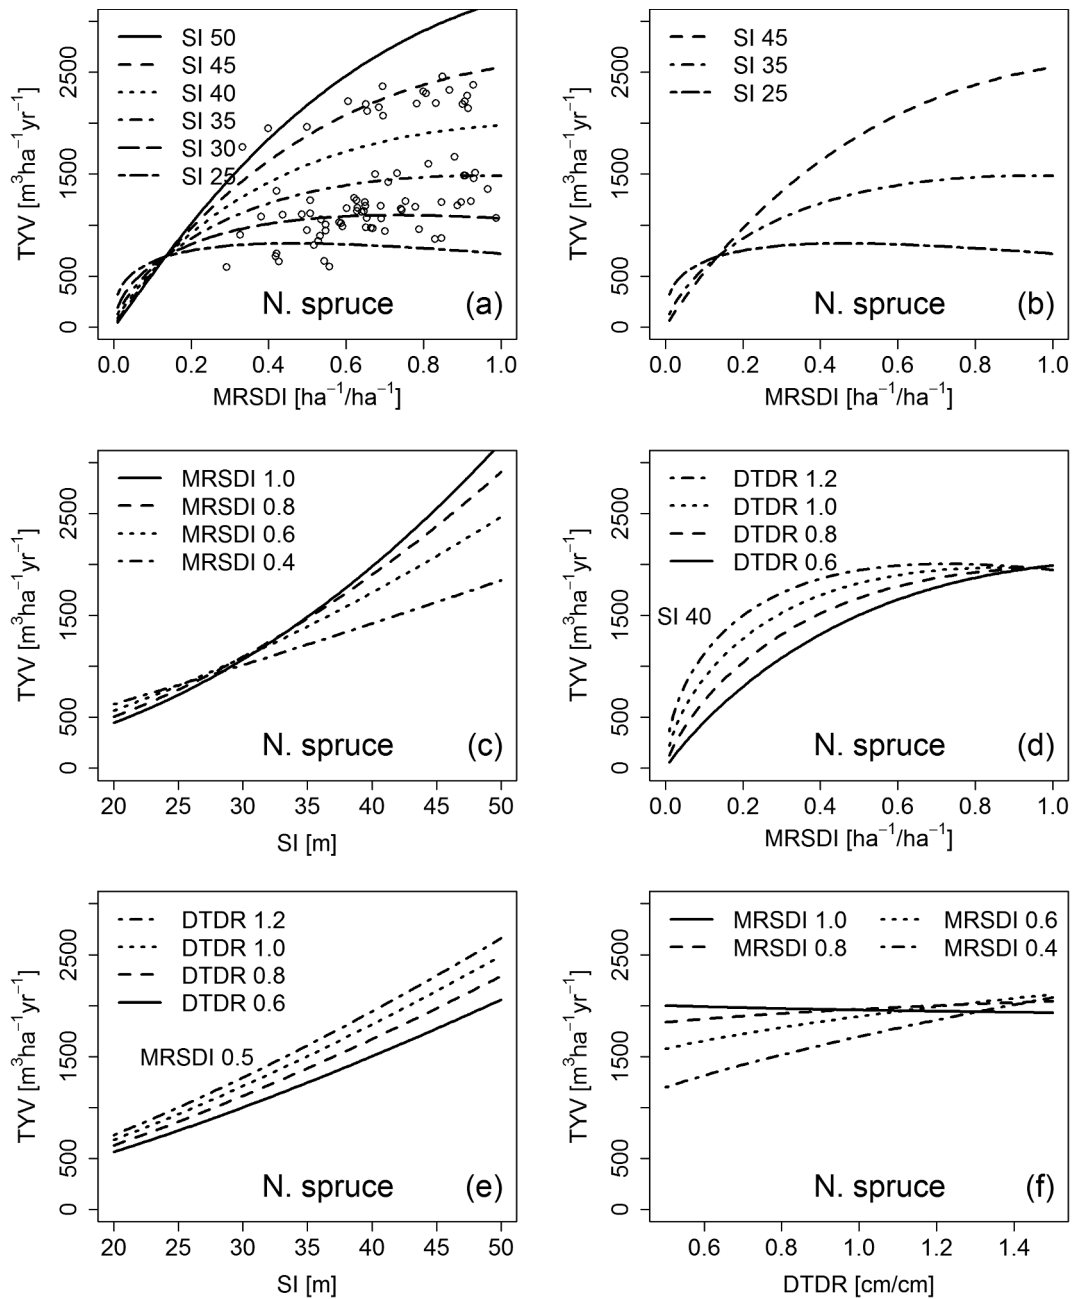 SI 50
SI 45
SI 40
SI 35
SI 30
SI 25
TYV [m³ha⁻¹yr⁻¹]
0 500 1500 2500
N. spruce (a)
0.0 0.2 0.4 0.6 0.8 1.0
MRSDI [ha⁻¹/ha⁻¹]
SI 45
SI 35
SI 25
TYV [m³ha⁻¹yr⁻¹]
0 500 1500 2500
N. spruce (b)
0.0 0.2 0.4 0.6 0.8 1.0
MRSDI [ha⁻¹/ha⁻¹]
MRSDI 1.0
MRSDI 0.8
MRSDI 0.6
MRSDI 0.4
TYV [m³ha⁻¹yr⁻¹]
0 500 1500 2500
N. spruce (c)
20 25 30 35 40 45 50
SI [m]
DTDR 1.2
DTDR 1.0
DTDR 0.8
DTDR 0.6
SI 40
TYV [m³ha⁻¹yr⁻¹]
0 500 1500 2500
N. spruce (d)
0.0 0.2 0.4 0.6 0.8 1.0
MRSDI [ha⁻¹/ha⁻¹]
DTDR 1.2
DTDR 1.0
DTDR 0.8
DTDR 0.6
MRSDI 0.5
TYV [m³ha⁻¹yr⁻¹]
0 500 1500 2500
N. spruce (e)
20 25 30 35 40 45 50
SI [m]
MRSDI 1.0 MRSDI 0.6
MRSDI 0.8 MRSDI 0.4
TYV [m³ha⁻¹yr⁻¹]
0 500 1500 2500
N. spruce (f)
0.6 0.8 1.0 1.2 1.4
DTDR [cm/cm]